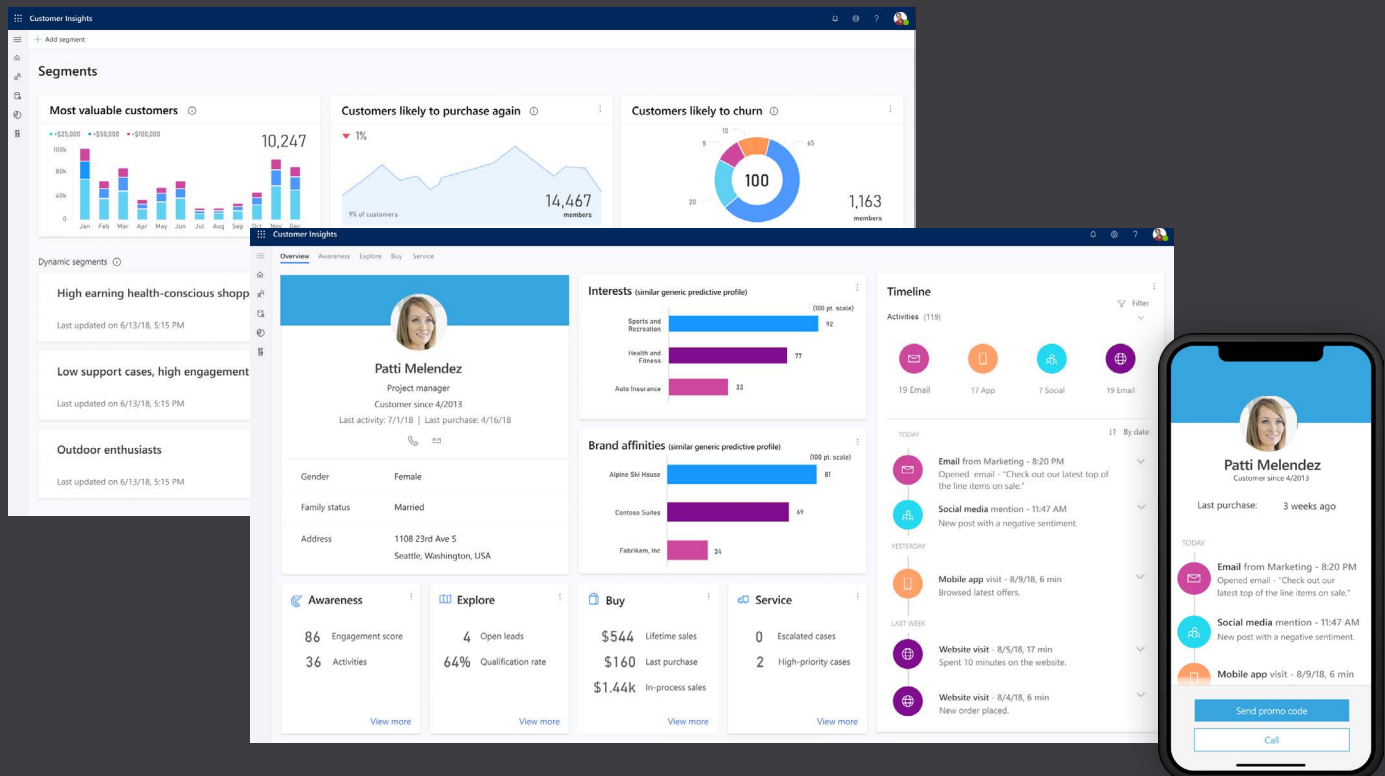 Customer Insights
?
+ Add segment
Segments
Most valuable customers
•+$25,000 •+$50,000 •+$100,000
10,247
100k
80k
40k
0
Jan Feb Mar Apr May Jun Jul Aug Sep Oct Nov Dec
Customers likely to purchase again
1%
14,467
9% of customers
members
Customers likely to churn
10
5
65
100
20
1,163
members
Dynamic segments
High earning health-conscious shopp
Last updated on 6/13/18, 5:15 PM
Low support cases, high engagement
Last updated on 6/13/18, 5:15 PM
Outdoor enthusiasts
Last updated on 6/13/18, 5:15 PM
Customer Insights
?
Overview Awareness Explore Buy Service
Patti Melendez
Project manager
Customer since 4/2013
Last activity: 7/1/18 | Last purchase: 4/16/18
Gender Female
Family status Married
Address 1108 23rd Ave S
Seattle, Washington, USA
Interests (similar generic predictive profile)
(100 pt. scale)
Sports and
Recreation
92
Health and
Fitness
77
Auto Insurance 33
Brand affinities (similar generic predictive profile)
(100 pt. scale)
Alpine Ski House 81
Contoso Suites 69
Fabrikam, Inc 24
Awareness
86 Engagement score
36 Activities
View more
Explore
4 Open leads
64% Qualification rate
View more
Buy
$544 Lifetime sales
$160 Last purchase
$1.44k In-process sales
View more
Service
0 Escalated cases
2 High-priority cases
View more
Timeline
Filter
Activities (119)
19 Email 17 App 7 Social 19 Email
TODAY
By date
Email from Marketing - 8:20 PM
Opened email - "Check out our latest top of
the line items on sale."
Social media mention - 11:47 AM
New post with a negative sentiment.
YESTERDAY
Mobile app visit - 8/9/18, 6 min
Browsed latest offers.
LAST WEEK
Website visit - 8/5/18, 17 min
Spent 10 minutes on the website.
Website visit - 8/4/18, 6 min
New order placed.
Patti Melendez
Customer since 4/2013
Last purchase: 3 weeks ago
TODAY
Email from Marketing - 8:20 PM
Opened email - "Check out our
latest top of the line items on sale."
Social media mention - 11:47 AM
New post with a negative sentiment.
Mobile app visit - 8/9/18, 6 min
Send promo code
Call